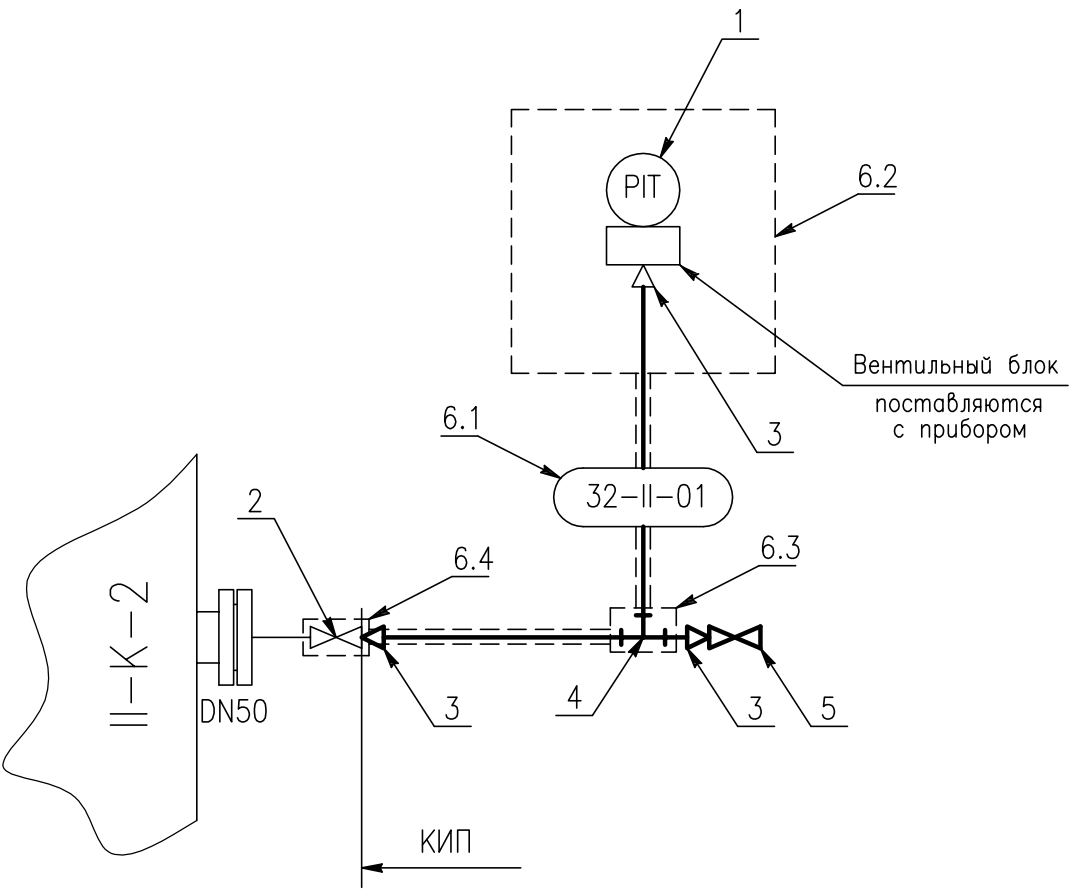 1
PIT
6.2
Вентильный блок
поставляются
с прибором
3
6.1
32-II-01
2
6.4
6.3
II-К-2
DN50
3
4
3
5
КИП